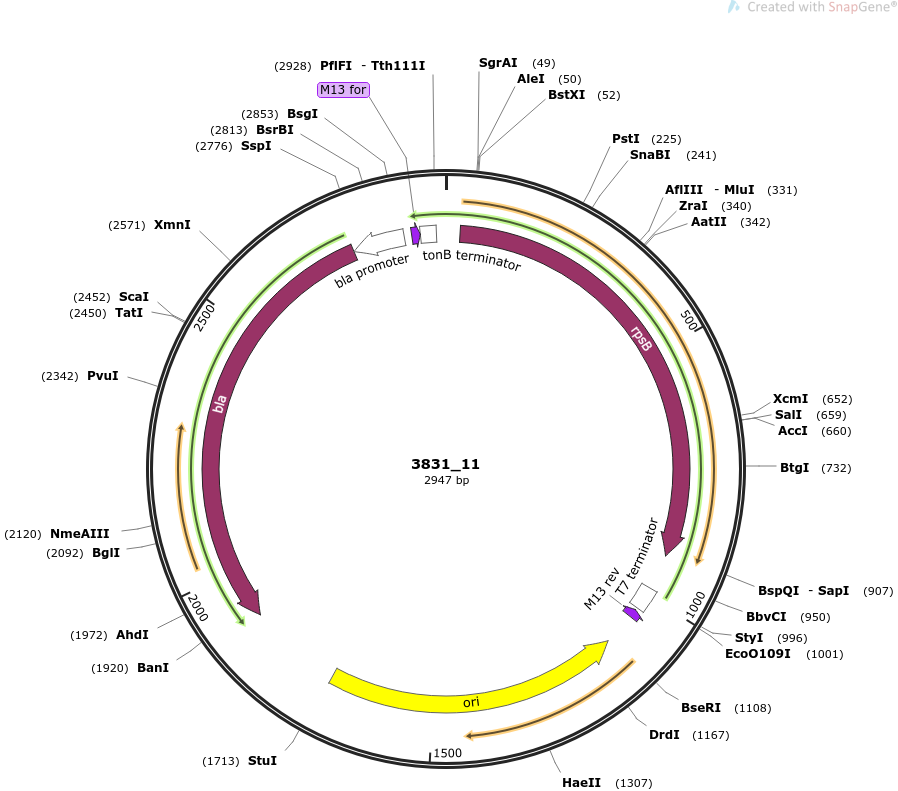 Created with SnapGene®
(2928) PflFI - Tth111I
M13 for
(2853) BsgI
(2813) BsrBI
(2776) SspI
(2571) XmnI
(2452) ScaI
(2450) TatI
(2342) PvuI
(2120) NmeAIII
(2092) BglI
(1972) AhdI
(1920) BanI
(1713) StuI
SgrAI (49)
AleI (50)
BstXI (52)
PstI (225)
SnaBI (241)
AflIII - MluI (331)
ZraI (340)
AatII (342)
XcmI (652)
SalI (659)
AccI (660)
BtgI (732)
BspQI - SapI (907)
BbvCI (950)
StyI (996)
EcoO109I (1001)
BseRI (1108)
DrdI (1167)
HaeII (1307)
bla promoter
tonB terminator
rpsB
bla
T7 terminator
M13 rev
ori
500
1000
1500
2000
2500
3831_11
2947 bp